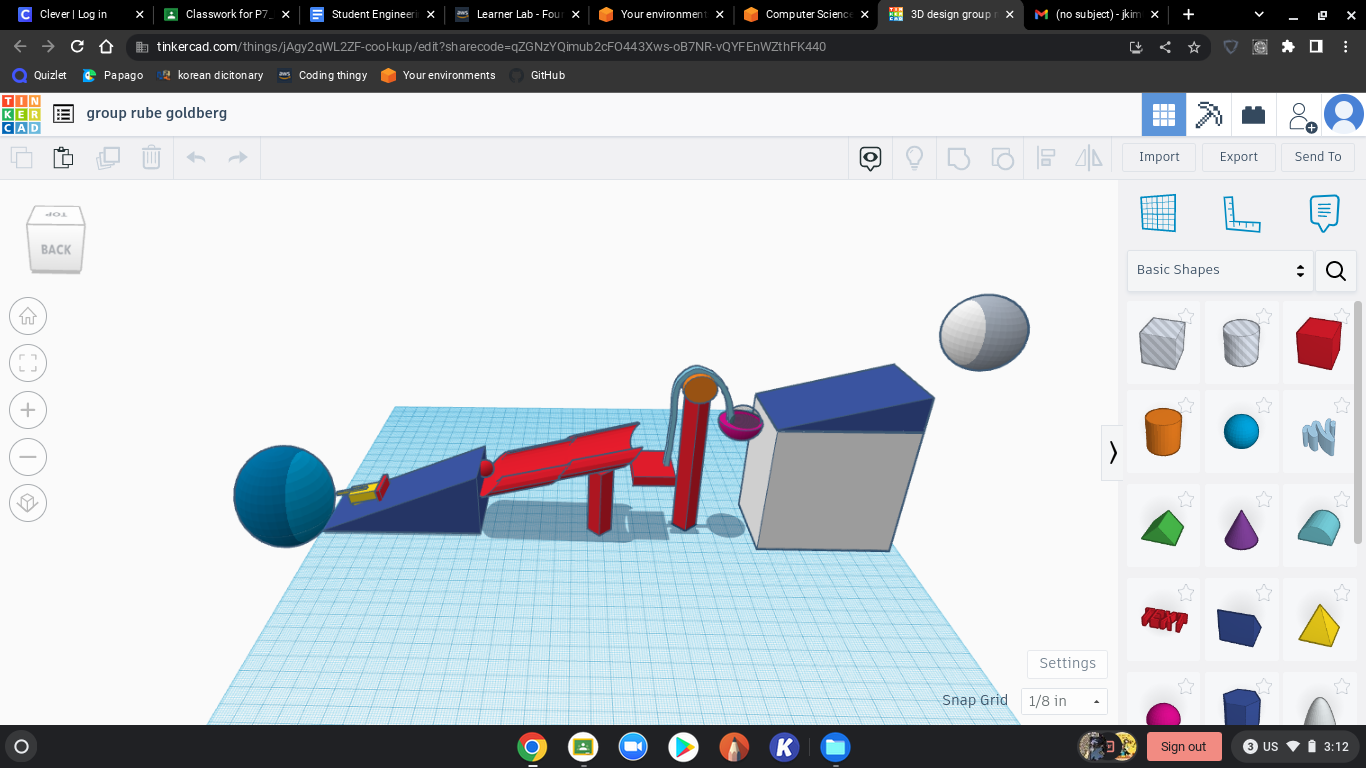 Clever | Log in
Classwork for P7_
Student Engineer
Learner Lab - Four
Your environment
Computer Science
3D design group r
(no subject) - jkim
tinkercad.com/things/jAgy2qWL2ZF-cool-kup/edit?sharecode=qZGNzYQimub2cFO443Xws-oB7NR-vQYFEnWZthFK440
Quizlet
Papago
korean dicitonary
Coding thingy
Your environments
GitHub
TIN
KER
CAD
group rube goldberg
Import
Export
Send To
TOP
BACK
Basic Shapes
TEXT
Settings
Snap Grid
1/8 in
Sign out
3
US
3:12